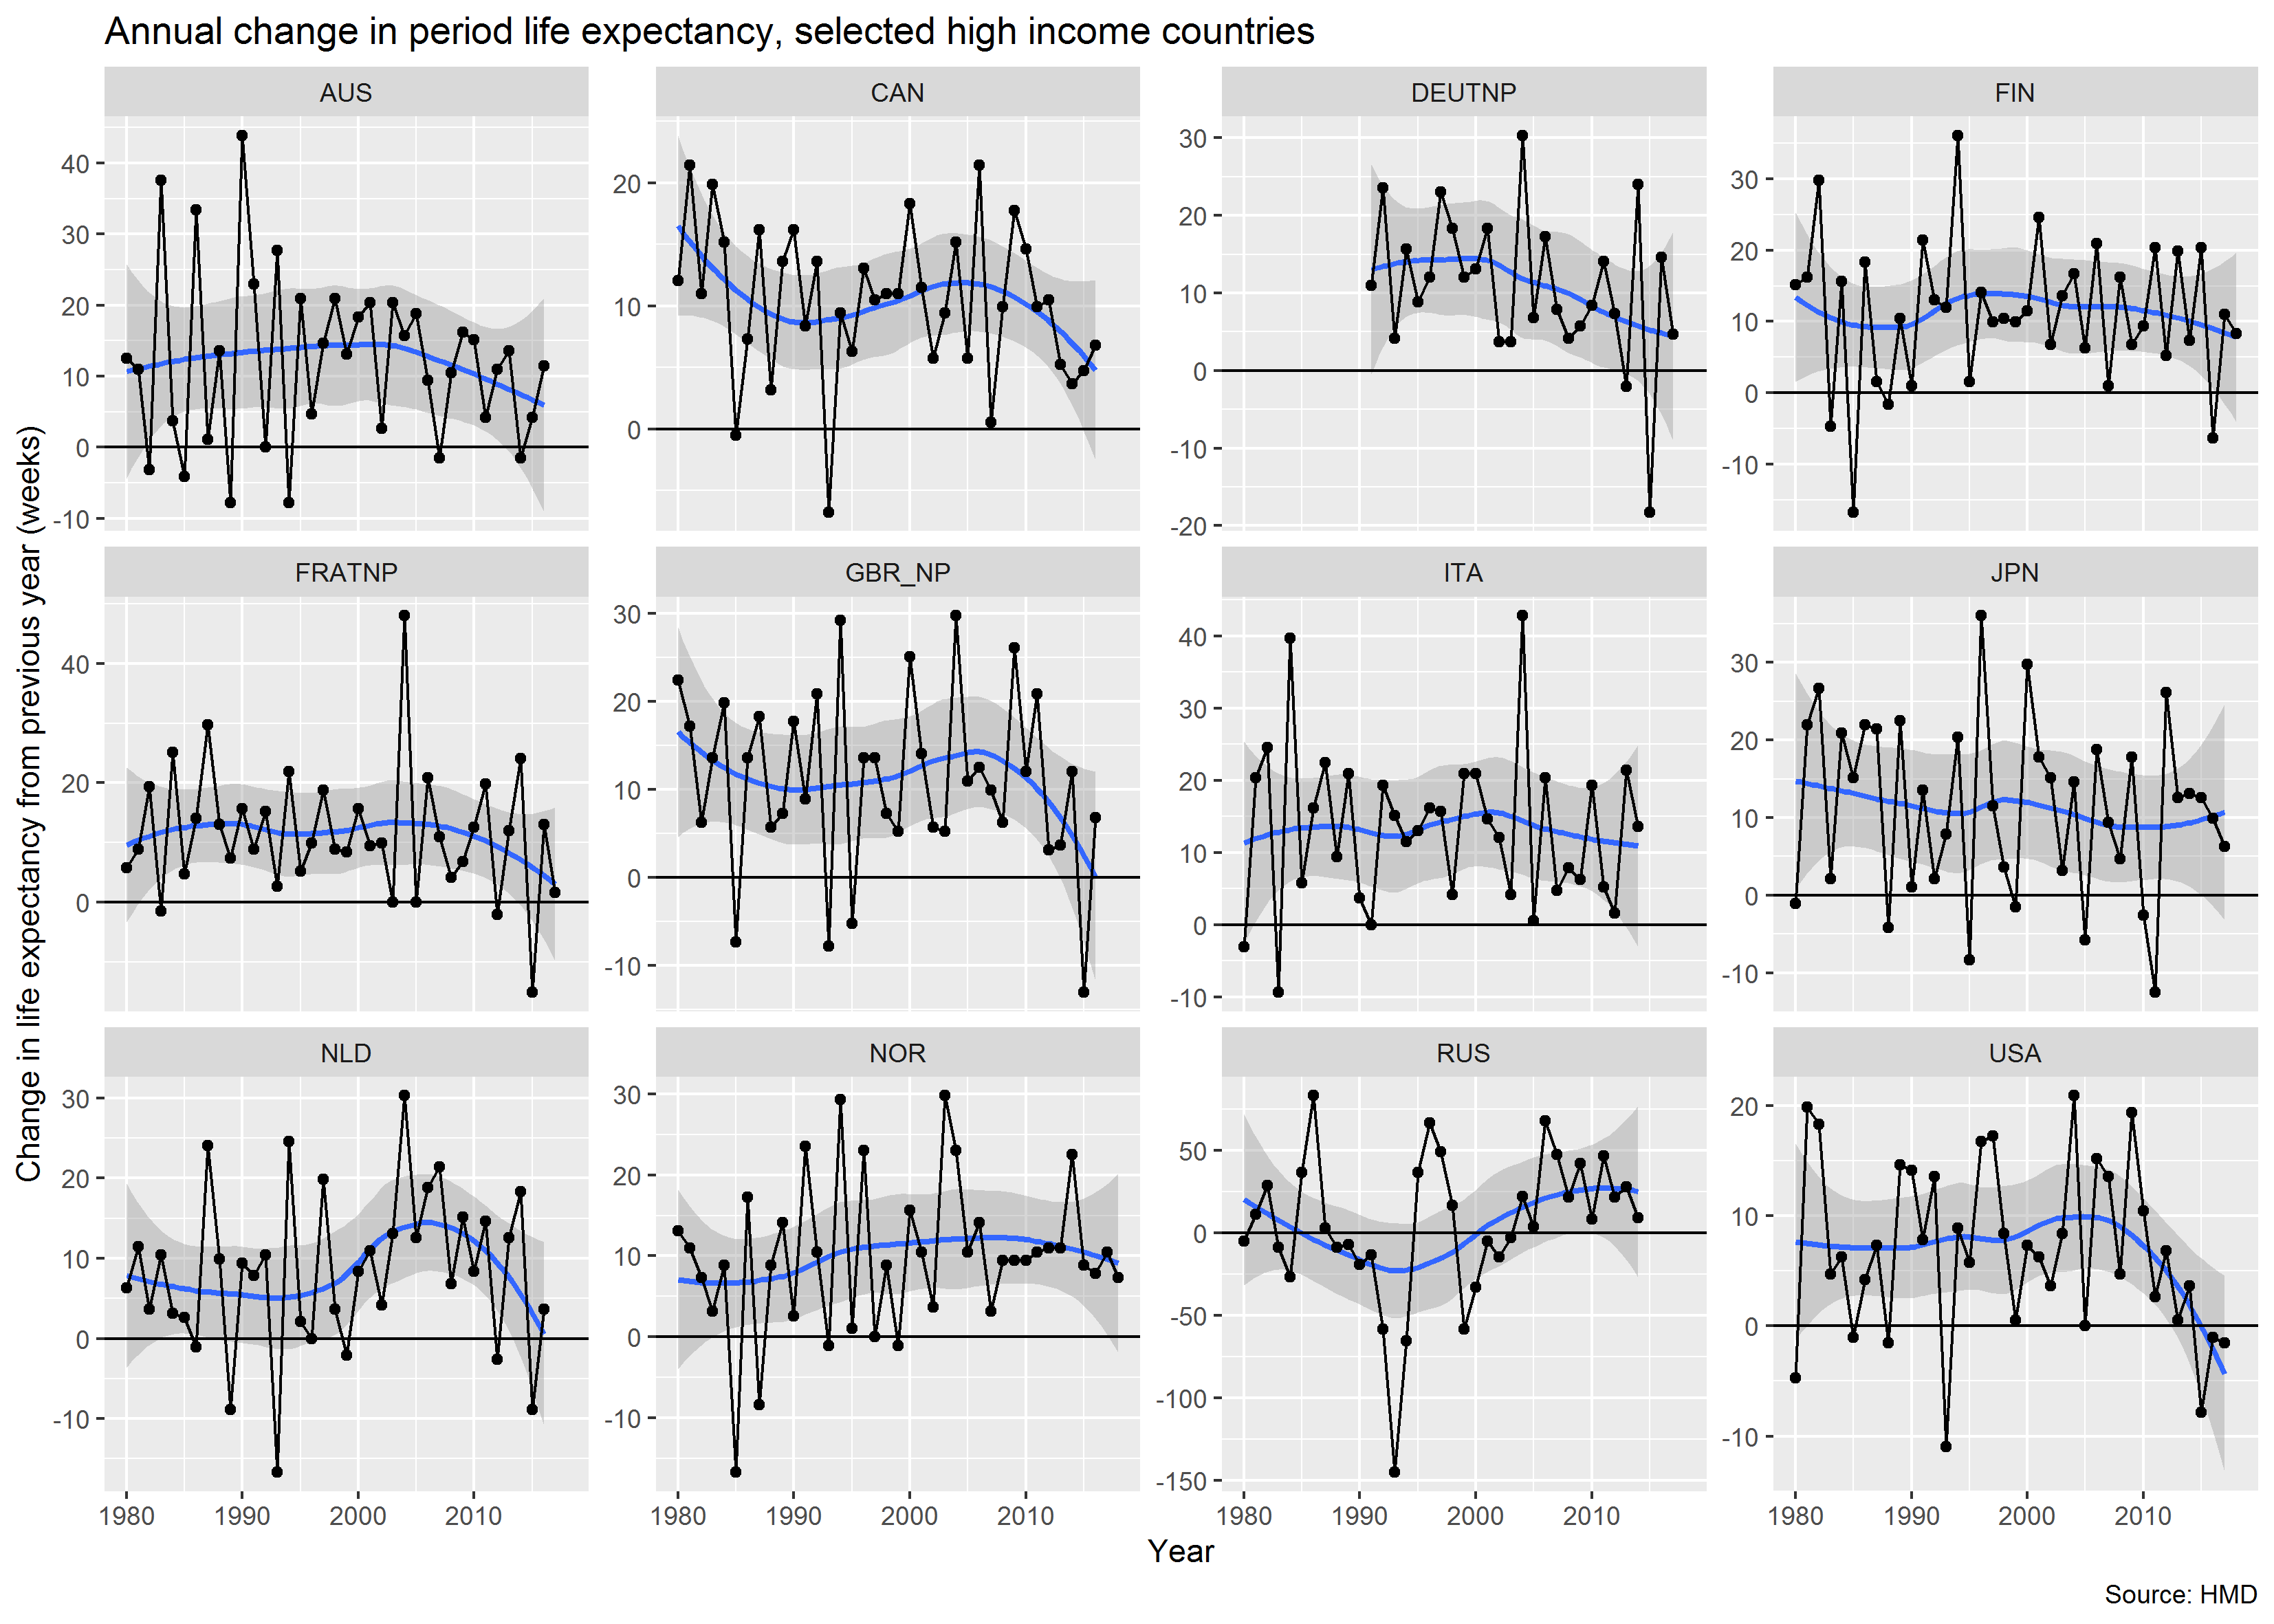 Annual change in period life expectancy, selected high income countries
AUS
CAN
DEUTNP
FIN
40
30
20
10
0
-10
20
10
0
30
20
10
0
-10
-20
30
20
10
0
-10
FRATNP
GBR_NP
ITA
JPN
40
20
0
30
20
10
0
-10
40
30
20
10
0
-10
30
20
10
0
-10
NLD
NOR
RUS
USA
30
20
10
0
-10
30
20
10
0
-10
50
0
-50
-100
-150
20
10
0
-10
1980 1990 2000 2010
1980 1990 2000 2010
1980 1990 2000 2010
1980 1990 2000 2010
Change in life expectancy from previous year (weeks)
Year
Source: HMD